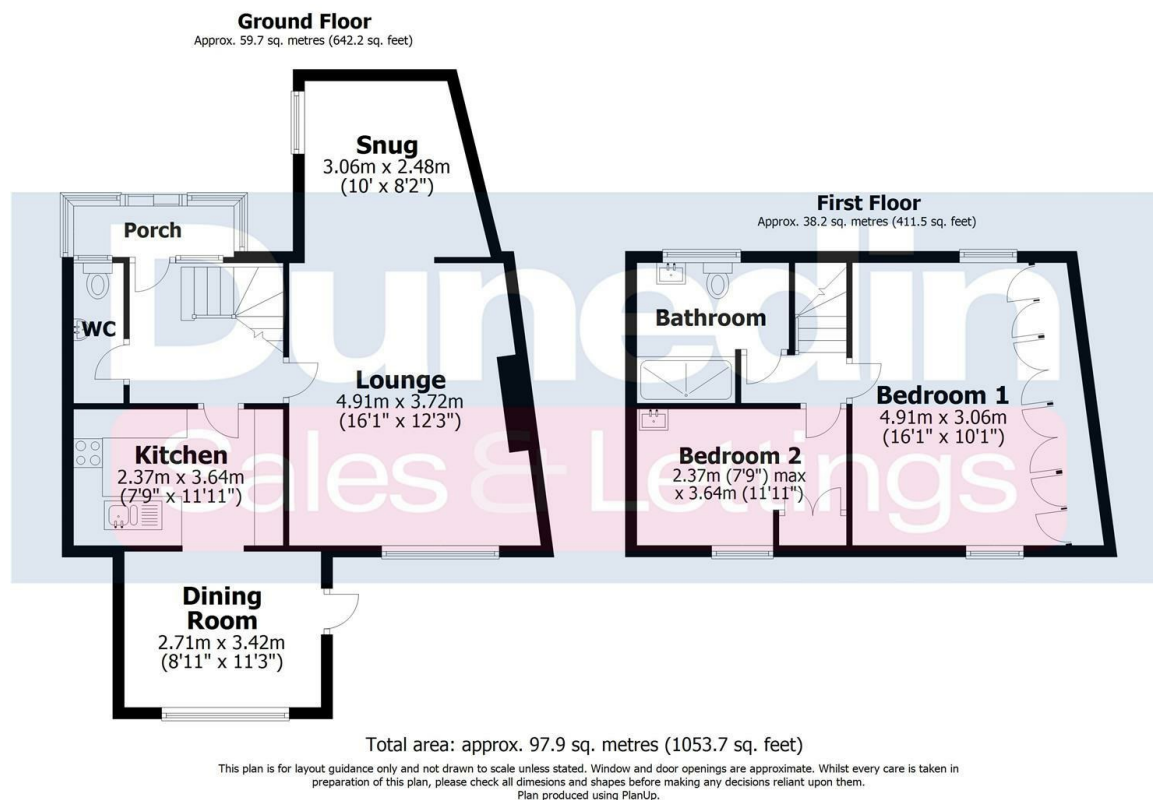 Ground Floor
Approx. 59.7 sq. metres (642.2 sq. feet)
Snug
3.06m x 2.48m
(10' x 8'2")
Porch
WC
Lounge
4.91m x 3.72m
(16'1" x 12'3")
Kitchen
2.37m x 3.64m
(7'9" x 11'11")
Dining
Room
2.71m x 3.42m
(8'11" x 11'3")
First Floor
Approx. 38.2 sq. metres (411.5 sq. feet)
Bathroom
Bedroom 1
4.91m x 3.06m
(16'1" x 10'1")
Bedroom 2
2.37m (7'9") max
x 3.64m (11'11")
Dunedin
Sales & Lettings
Total area: approx. 97.9 sq. metres (1053.7 sq. feet)
This plan is for layout guidance only and not drawn to scale unless stated. Window and door openings are approximate. Whilst every care is taken in
preparation of this plan, please check all dimesions and shapes before making any decisions reliant upon them.
Plan produced using PlanUp.